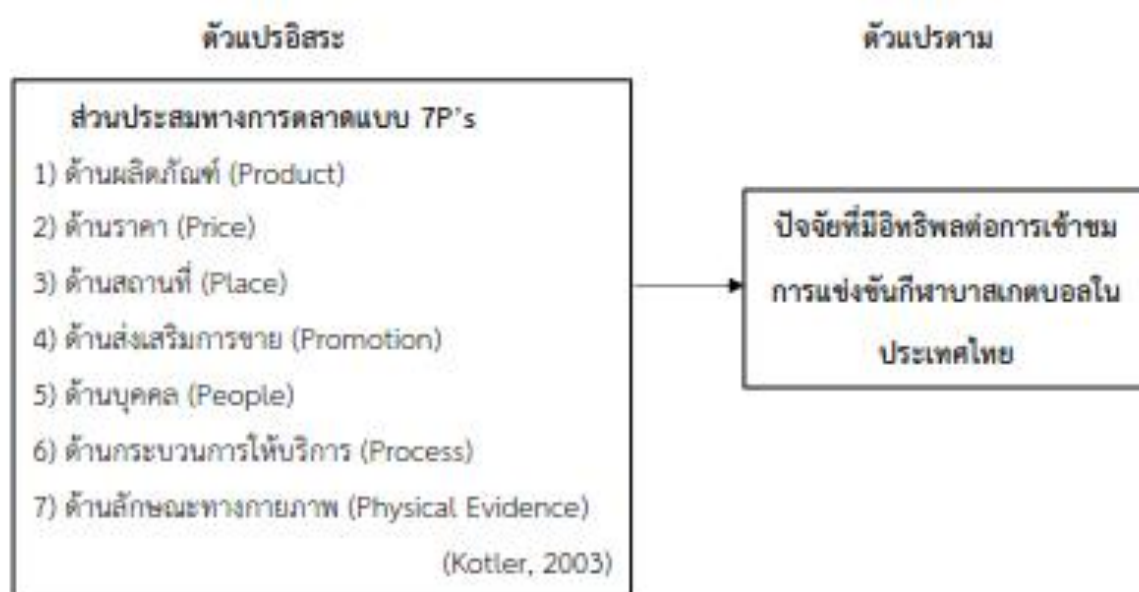 ตัวแปรอิสระ
ตัวแปรตาม
ส่วนประสมทางการตลาดแบบ 7P's
1) ด้านผลิตภัณฑ์ (Product)
2) ด้านราคา (Price)
3) ด้านสถานที่ (Place)
4) ด้านส่งเสริมการขาย (Promotion)
5) ด้านบุคคล (People)
6) ด้านกระบวนการให้บริการ (Process)
7) ด้านลักษณะทางกายภาพ (Physical Evidence)
(Kotler, 2003)
ปัจจัยที่มีอิทธิพลต่อการเข้าชม
การแข่งขันกีฬาบาสเกตบอลใน
ประเทศไทย